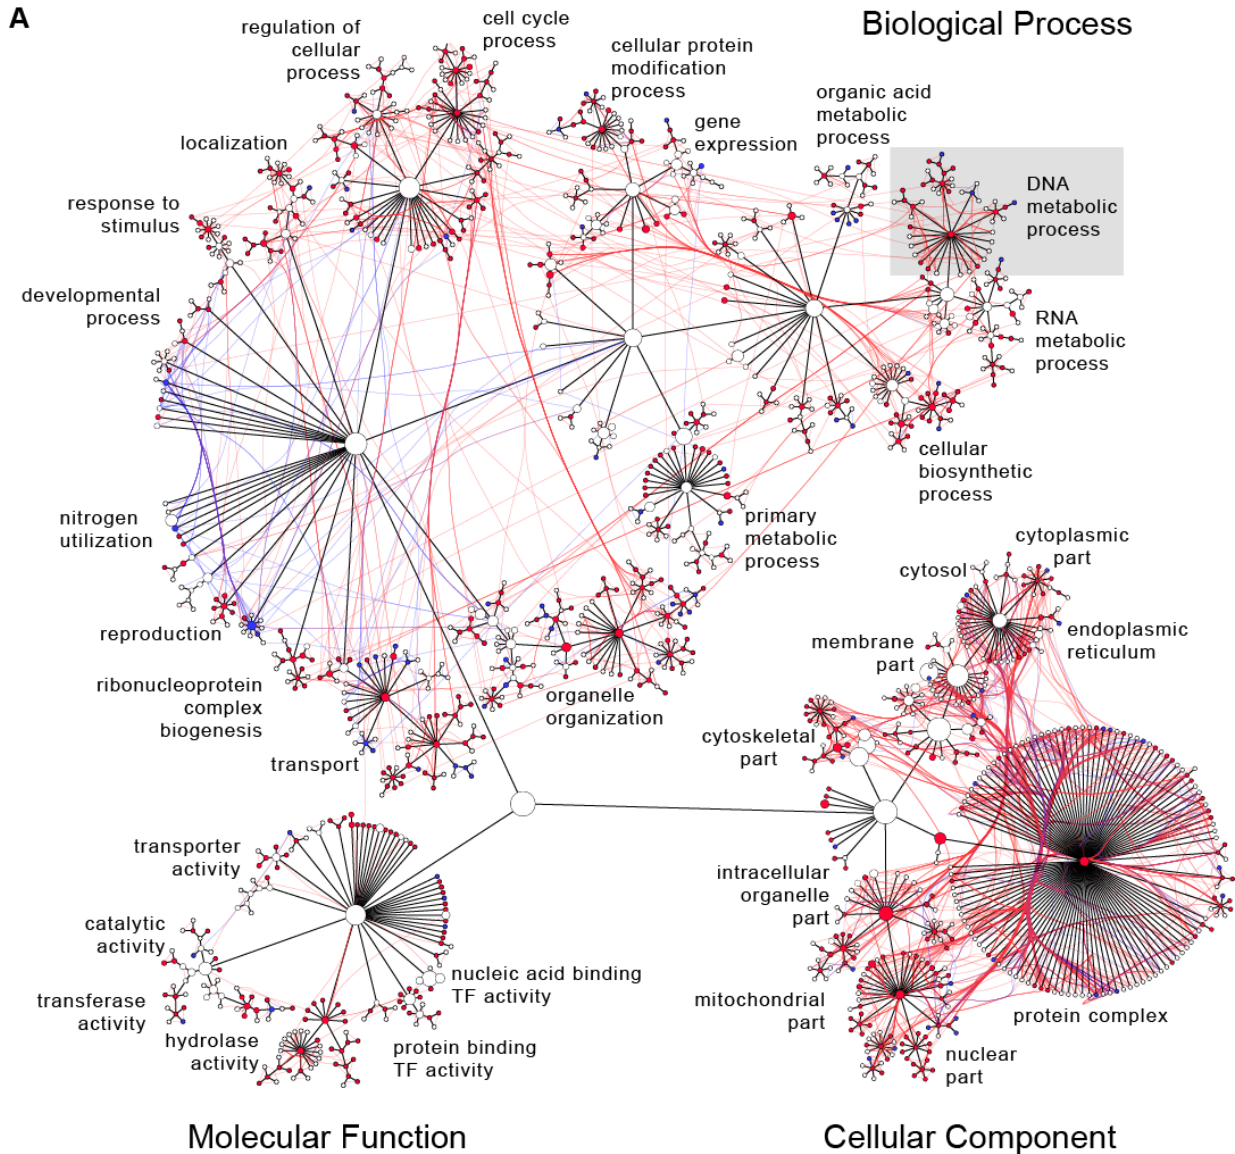 A
Biological Process
regulation of
cellular
process
cell cycle
process
cellular protein
modification
process
gene
expression
organic acid
metabolic
process
DNA
metabolic
process
localization
response to
stimulus
developmental
process
RNA
metabolic
process
cellular
biosynthetic
process
primary
metabolic
process
nitrogen
utilization
reproduction
ribonucleoprotein
complex
biogenesis
transport
organelle
organization
cytoplasmic
part
cytosol
endoplasmic
reticulum
membrane
part
cytoskeletal
part
intracellular
organelle
part
mitochondrial
part
nuclear
part
protein complex
transporter
activity
catalytic
activity
transferase
activity
hydrolase
activity
nucleic acid binding
TF activity
protein binding
TF activity
Molecular Function
Cellular Component